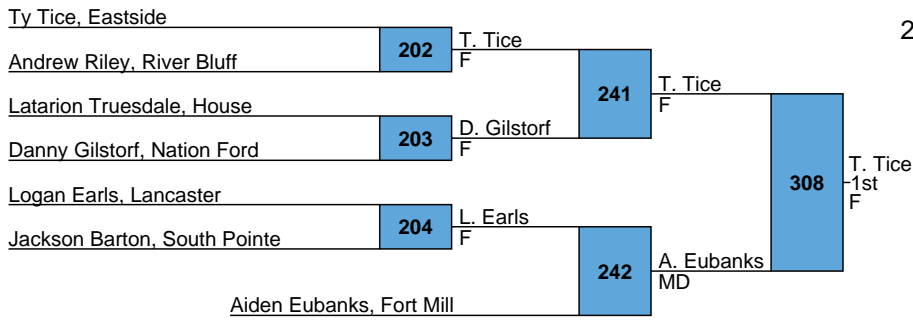 Ty Tice, Eastside
202
T. Tice
F
Andrew Riley, River Bluff
241
T. Tice
F
Latarion Truesdale, House
203
D. Gilstorf
F
Danny Gilstorf, Nation Ford
308
T. Tice
1st
F
Logan Earls, Lancaster
204
L. Earls
F
Jackson Barton, South Pointe
242
A. Eubanks
MD
Aiden Eubanks, Fort Mill
2